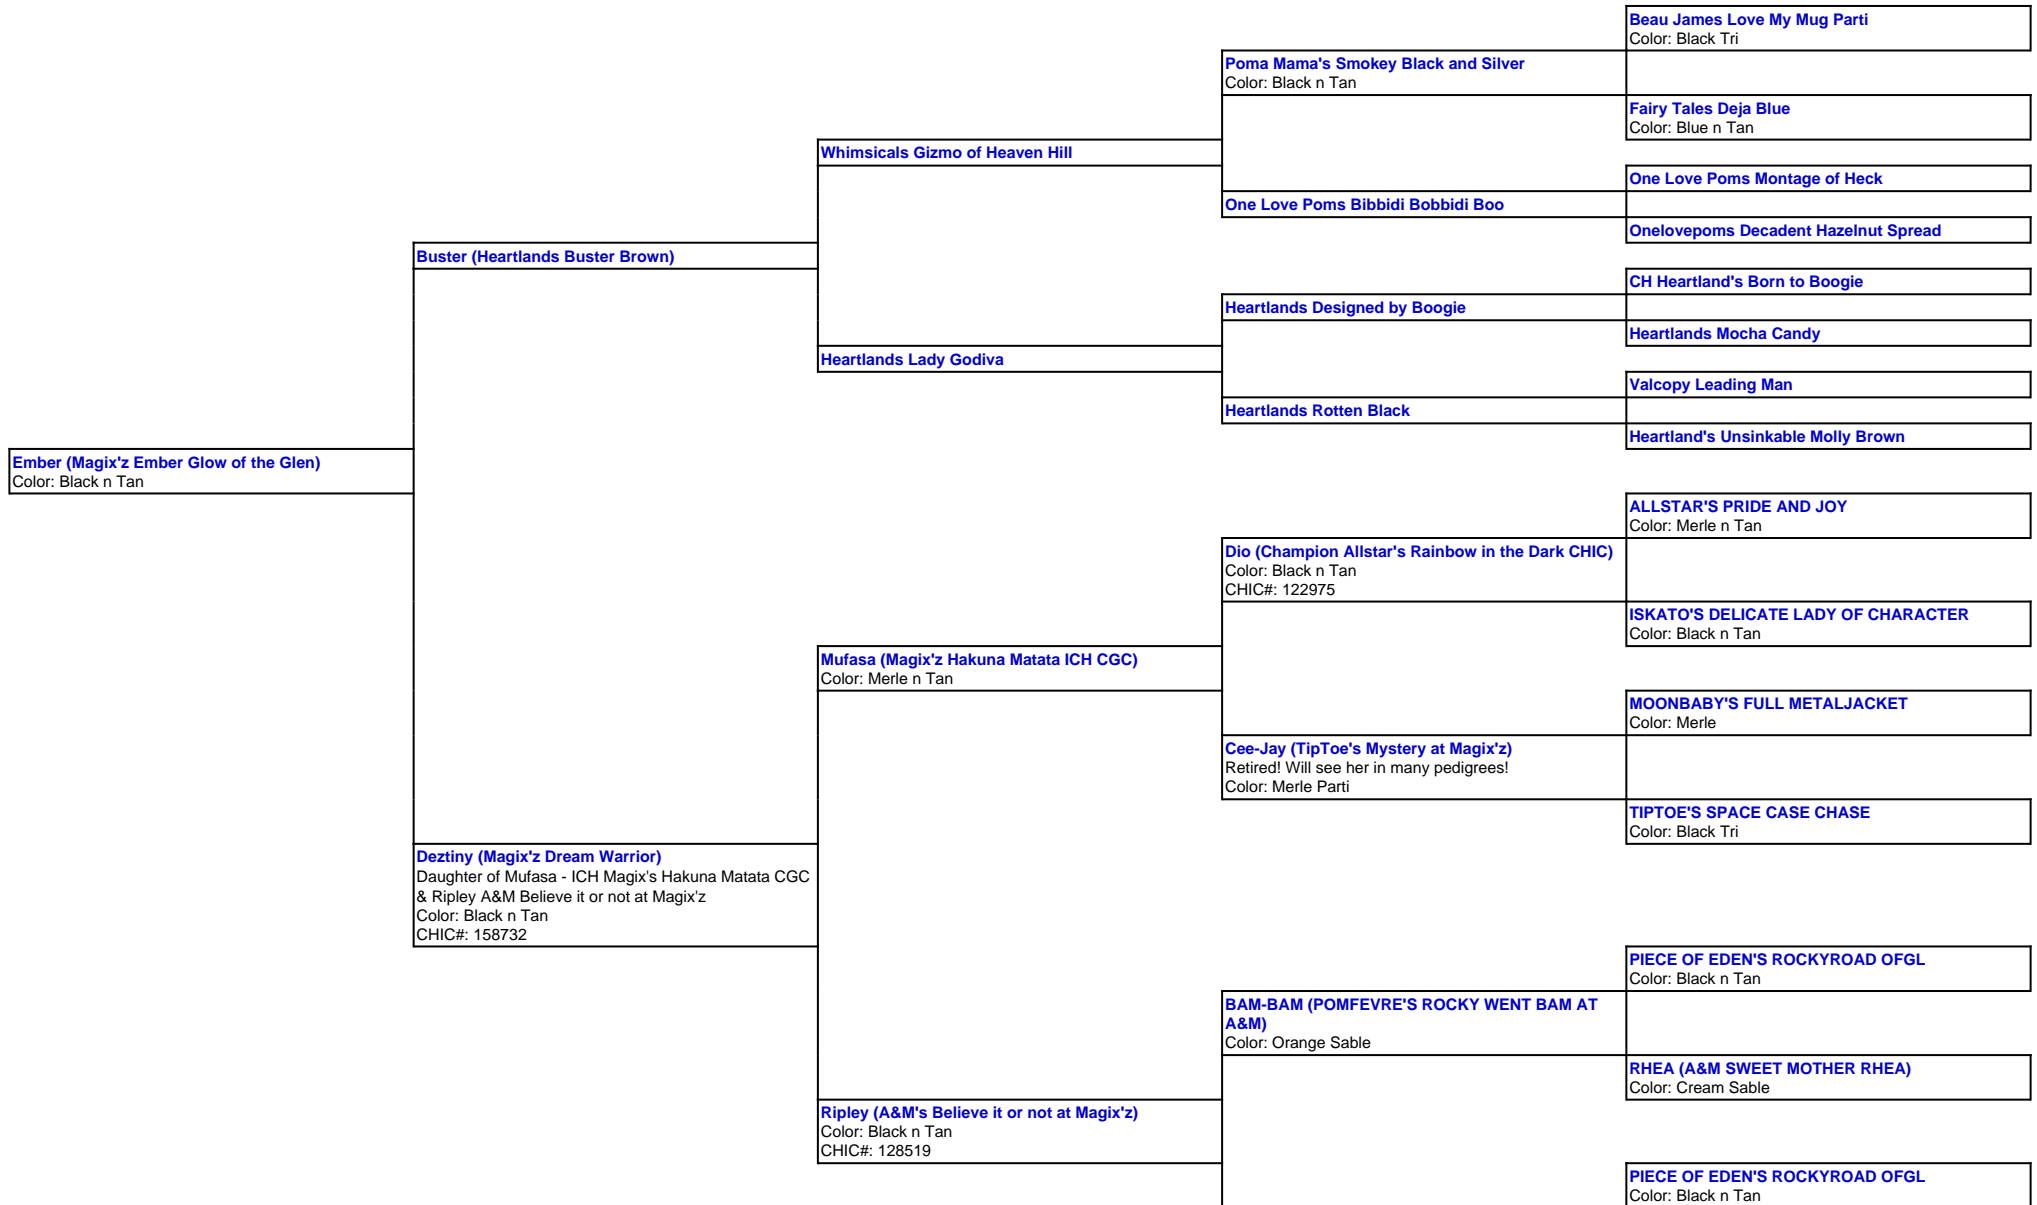 Beau James Love My Mug Parti
Color: Black Tri
Poma Mama's Smokey Black and Silver
Color: Black n Tan
Fairy Tales Deja Blue
Color: Blue n Tan
Whimsicals Gizmo of Heaven Hill
One Love Poms Montage of Heck
One Love Poms Bibbidi Bobbidi Boo
Onelovepoms Decadent Hazelnut Spread
Buster (Heartlands Buster Brown)
CH Heartland's Born to Boogie
Heartlands Designed by Boogie
Heartlands Mocha Candy
Heartlands Lady Godiva
Valcopy Leading Man
Heartlands Rotten Black
Heartland's Unsinkable Molly Brown
Ember (Magix'z Ember Glow of the Glen)
Color: Black n Tan
ALLSTAR'S PRIDE AND JOY
Color: Merle n Tan
Dio (Champion Allstar's Rainbow in the Dark CHIC)
Color: Black n Tan
CHIC#: 122975
ISKATO'S DELICATE LADY OF CHARACTER
Color: Black n Tan
Mufasa (Magix'z Hakuna Matata ICH CGC)
Color: Merle n Tan
MOONBABY'S FULL METALJACKET
Color: Merle
Cee-Jay (TipToe's Mystery at Magix'z)
Retired! Will see her in many pedigrees!
Color: Merle Parti
TIPTOE'S SPACE CASE CHASE
Color: Black Tri
Deztiny (Magix'z Dream Warrior)
Daughter of Mufasa - ICH Magix's Hakuna Matata CGC
& Ripley A&M Believe it or not at Magix'z
Color: Black n Tan
CHIC#: 158732
PIECE OF EDEN'S ROCKYROAD OFGL
Color: Black n Tan
BAM-BAM (POMFEVRE'S ROCKY WENT BAM AT
A&M)
Color: Orange Sable
RHEA (A&M SWEET MOTHER RHEA)
Color: Cream Sable
Ripley (A&M's Believe it or not at Magix'z)
Color: Black n Tan
CHIC#: 128519
PIECE OF EDEN'S ROCKYROAD OFGL
Color: Black n Tan